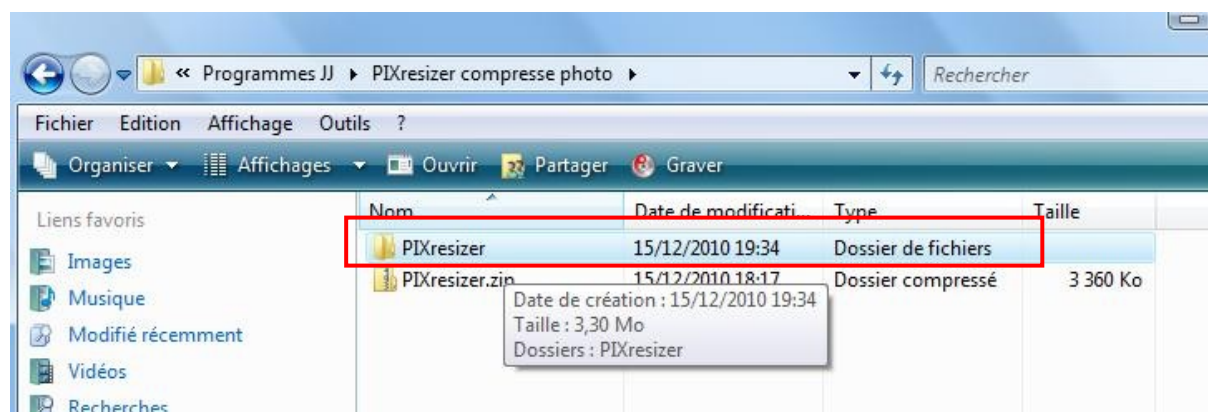 « Programmes JJ ▸ PIXresizer compresse photo ▸ Rechercher
Fichier Edition Affichage Outils ?
Organiser Affichages Ouvrir Partager Graver
Liens favoris
Images
Musique
Modifié récemment
Vidéos
Recherches
Nom Date de modificati... Type Taille
PIXresizer 15/12/2010 19:34 Dossier de fichiers
PIXresizer.zip 15/12/2010 18:17 Dossier compressé 3 360 Ko
Date de création : 15/12/2010 19:34
Taille : 3,30 Mo
Dossiers : PIXresizer